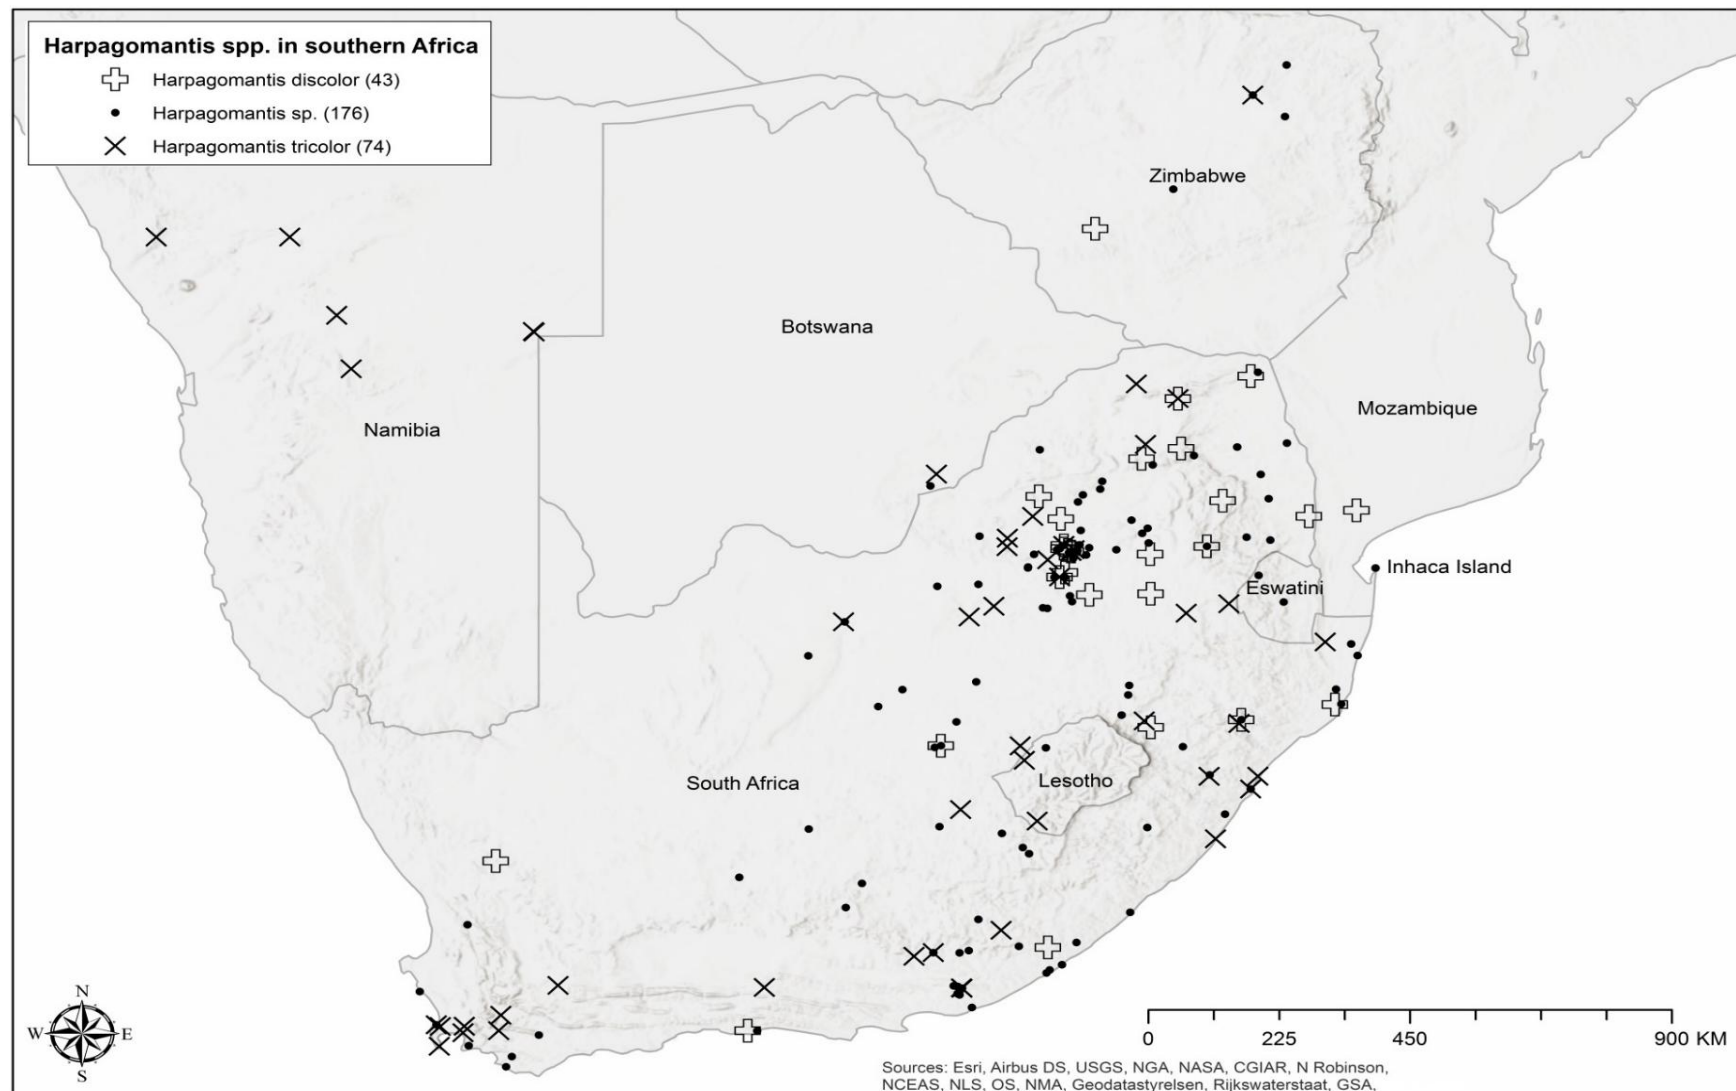 Harpagomantis spp. in southern Africa
Harpagomantis discolor (43)
Harpagomantis sp. (176)
Harpagomantis tricolor (74)
Zimbabwe
Botswana
Mozambique
Namibia
Inhaca Island
Eswatini
South Africa
Lesotho
N
W E
S
0 225 450 900 KM
Sources: Esri, Airbus DS, USGS, NGA, NASA, CGIAR, N Robinson,
NCEAS, NLS, OS, NMA, Geodatastyrelsen, Rijkswaterstaat, GSA,